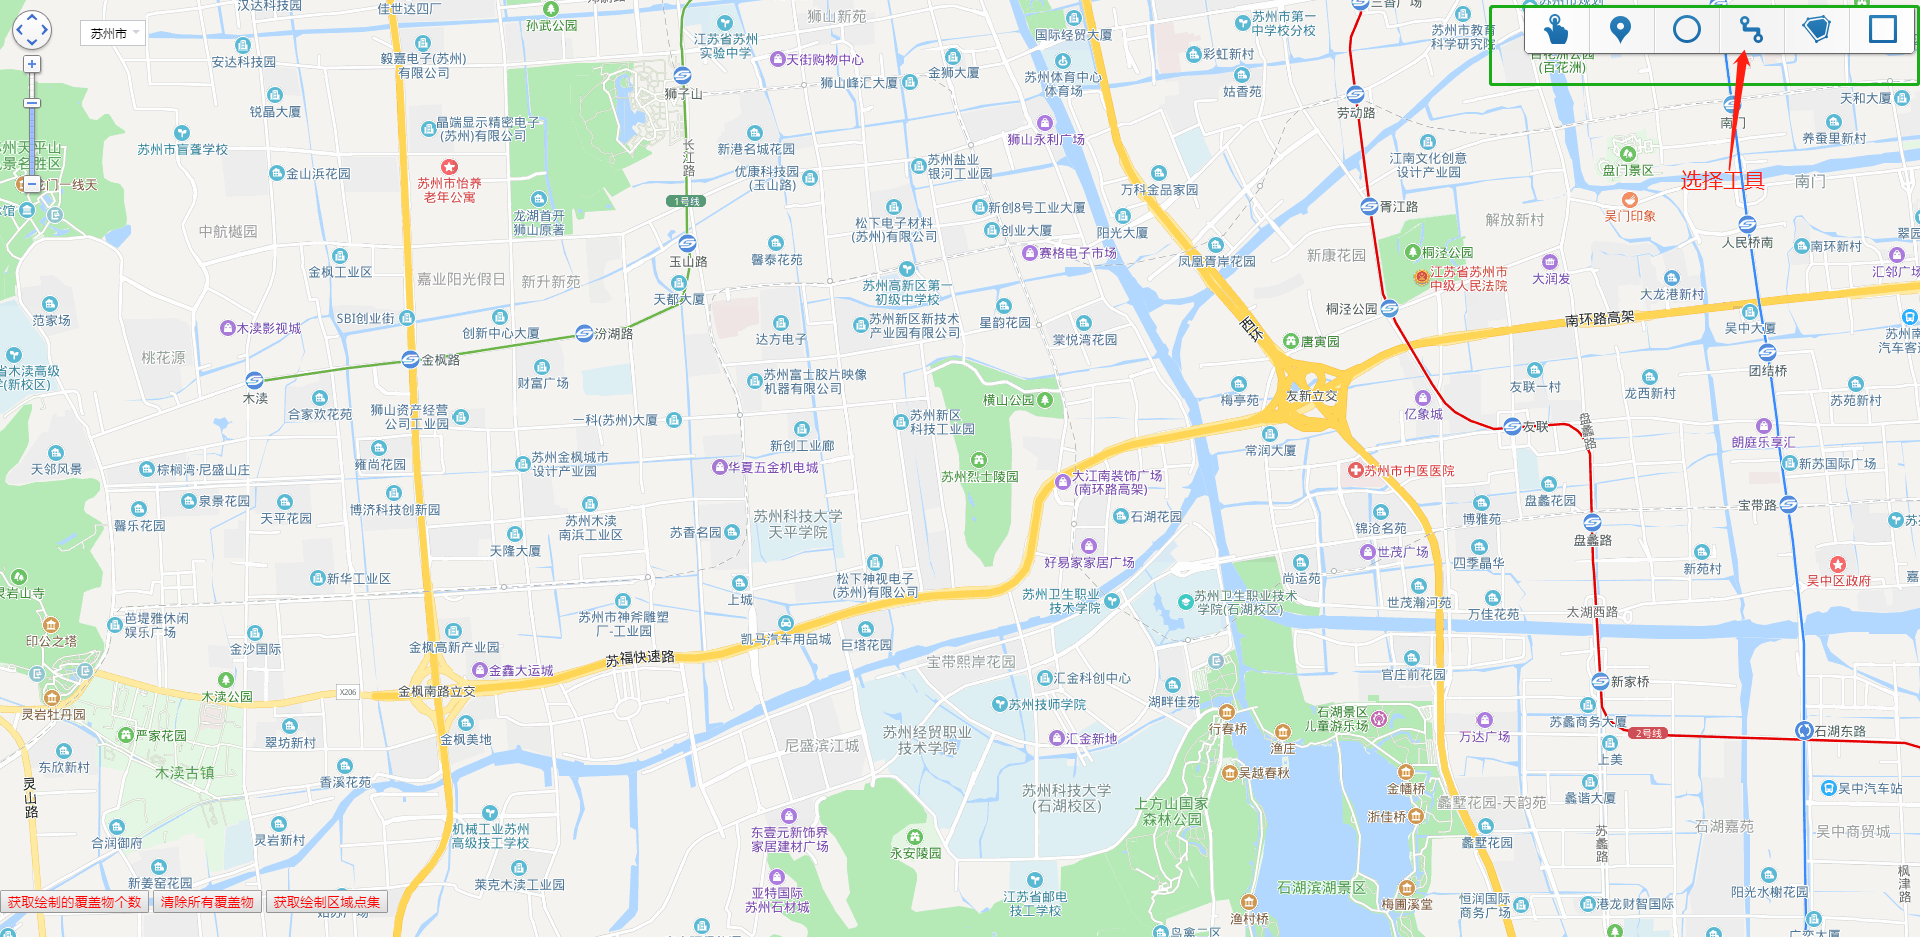 汉达科技园
佳世达四厂
孙武公园
狮山新苑
国际经贸大厦
苏州市第一
中学校分校
三香广场
苏州市教育
科学研究院
苏州市
江苏省苏州
实验中学
安达科技园
毅嘉电子(苏州)
有限公司
天街购物中心
狮山峰汇大厦
金狮大厦
苏州体育中心
体育场
彩虹新村
姑香苑
百花洲公园
(百花洲)
天和大厦
狮子山
锐晶大厦
晶端显示精密电子
(苏州)有限公司
苏州市盲聋学校
新港名城花园
狮山永利广场
劳动路
南门
养蚕里新村
长江路
优康科技园
(玉山路)
苏州盐业
银河工业园
江南文化创意
设计产业园
盘门景区
选择工具
南门
金山浜花园
苏州市怡养
老年公寓
万科金品家园
龙门一线天
1号线
龙湖首开
狮山原著
松下电子材料
(苏州)有限公司
新创8号工业大厦
创业大厦
阳光大厦
胥江路
解放新村
吴门印象
中航樾园
玉山路
馨泰花苑
赛格电子市场
凤凰胥岸花园
新康花园
桐泾公园
人民桥南
南环新村
金枫工业区
嘉业阳光假日
新升新苑
天都大厦
苏州高新区第一
初级中学校
江苏省苏州市
中级人民法院
大润发
汇邻广场
大龙港新村
范家场
木渎影视城
SBI创业街
创新中心大厦
汾湖路
达方电子
苏州新区新技术
产业园有限公司
星韵花园
棠悦湾花园
西环
桐泾公园
南环路高架
吴中大厦
唐寅园
桃花源
金枫路
财富广场
苏州富士胶片映像
机器有限公司
团结桥
木渎
合家欢花苑
狮山资产经营
公司工业园
一科(苏州)大厦
苏州新区
科技工业园
横山公园
梅亭苑
友新立交
亿象城
友联一村
龙西新村
苏苑新村
新创工业廊
友联
盘蠡路
朗庭乐享汇
天邻风景
棕榈湾·尼盛山庄
雍尚花园
苏州金枫城市
设计产业园
华夏五金机电城
苏州烈士陵园
大江南装饰广场
(南环路高架)
常润大厦
苏州市中医医院
新苏国际广场
馨乐花园
泉景花园
天平花园
博济科技创新园
苏州木渎
南浜工业区
苏香名园
苏州科技大学
天平学院
石湖花园
锦沧名苑
博雅苑
盘蠡花园
宝带路
天隆大厦
好易家家居广场
世茂广场
盘蠡路
新华工业区
上城
松下神视电子
(苏州)有限公司
尚运苑
四季晶华
新苑村
吴中区政府
灵岩山寺
芭堤雅休闲
娱乐广场
苏州市神斧雕塑
厂-工业园
苏州卫生职业
技术学院
苏州卫生职业技术
学院(石湖校区)
世茂瀚河苑
万佳花苑
太湖西路
印公之塔
金沙国际
金枫高新产业园
凯马汽车用品城
巨塔花园
苏福快速路
金鑫大运城
宝带熙岸花园
官庄前花园
木渎公园
X206
金枫南路立交
汇金科创中心
湖畔佳苑
新家桥
灵岩牡丹园
严家花园
翠坊新村
金枫美地
苏州技师学院
苏州经贸职业
技术学院
汇金新地
行春桥
渔庄
石湖景区
儿童游乐场
万达广场
苏蠡商务大厦
2号线
石湖东路
东欣新村
木渎古镇
尼盛滨江城
吴越春秋
上美
灵山路
香溪花苑
苏州科技大学
(石湖校区)
上方山国家
森林公园
金幡桥
蠡墅花园-天韵苑
蠡谐大厦
吴中汽车站
合润御府
灵岩新村
机械工业苏州
高级技工学校
东壹元新饰界
家居建材广场
永安陵园
浙佳桥
蠡墅花园
苏蠡路
石湖嘉苑
吴中商贸城
新姜窑花园
莱克木渎工业园
亚特国际
苏州石材城
江苏省邮电
技工学校
石湖滨湖景区
梅圃溪堂
渔村桥
恒润国际
商务广场
港龙财智国际
阳光水榭花园
枫津路
获取绘制的覆盖物个数
清除所有覆盖物
获取绘制区域点集